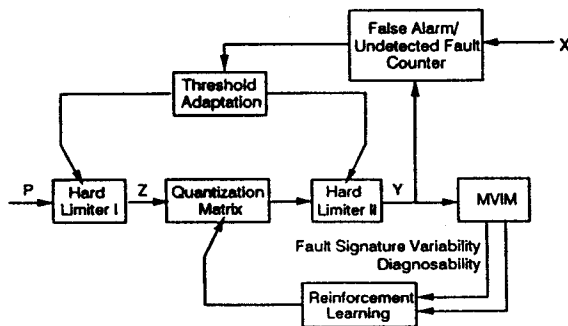 False Alarm/
Undetected Fault
Counter
X
Threshold
Adaptation
P
Hard
Limiter I
Z
Quantization
Matrix
Hard
Limiter II
Y
MVIM
Fault Signature Variability
Diagnosability
Reinforcement
Learning